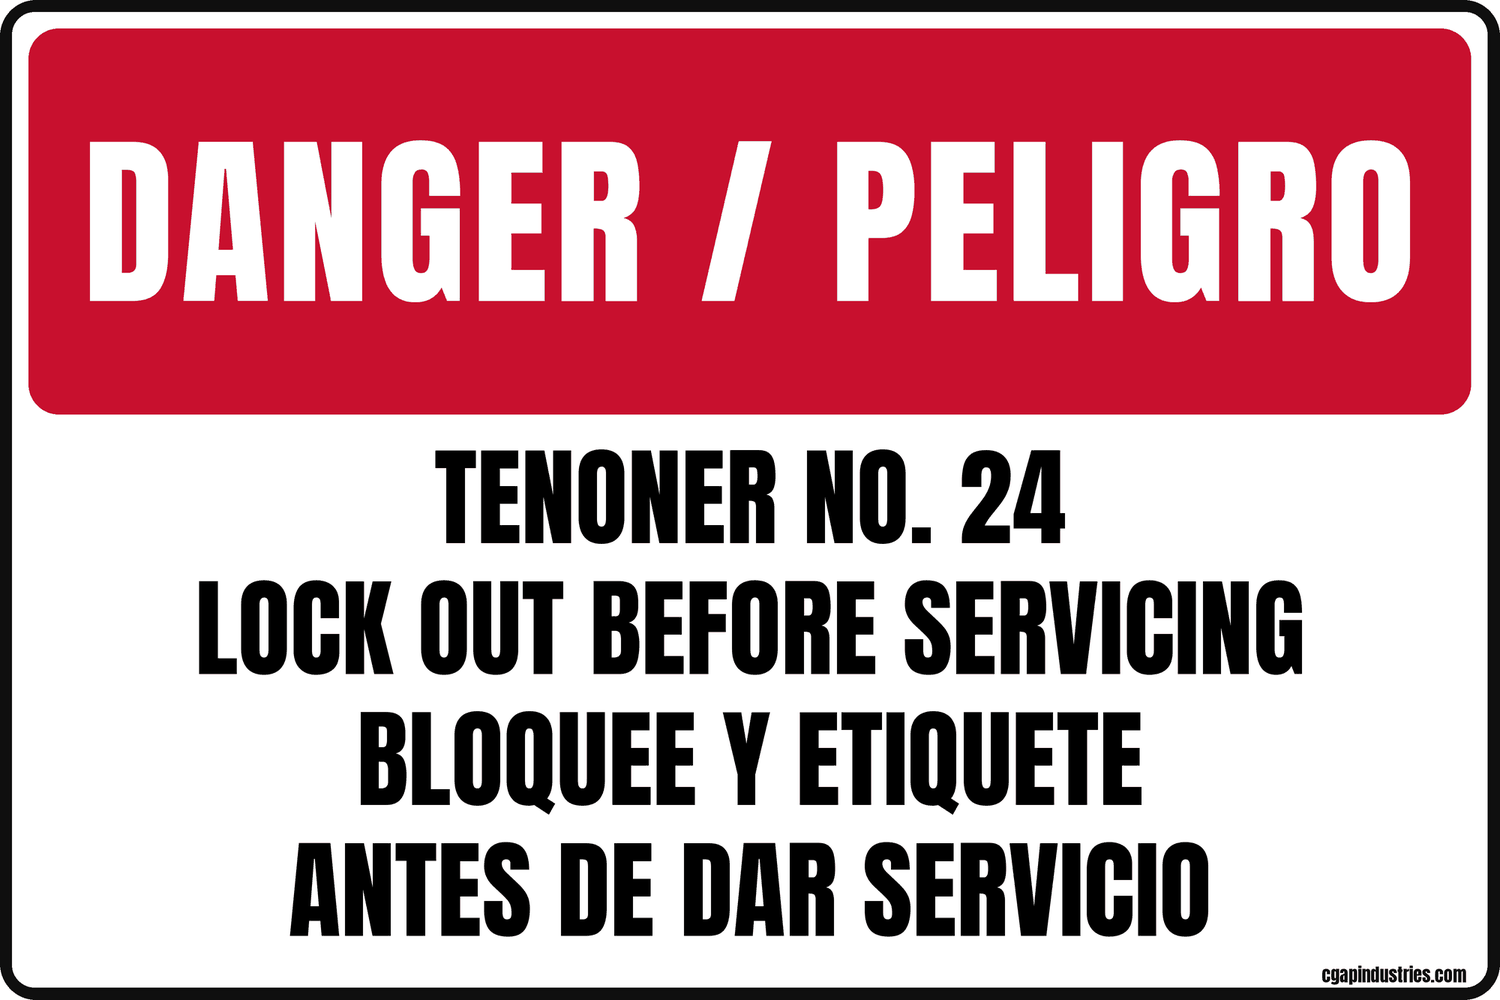 DANGER / PELIGRO
TENONER NO. 24
LOCK OUT BEFORE SERVICING
BLOQUEE Y ETIQUETE
ANTES DE DAR SERVICIO
cgapindustries.com